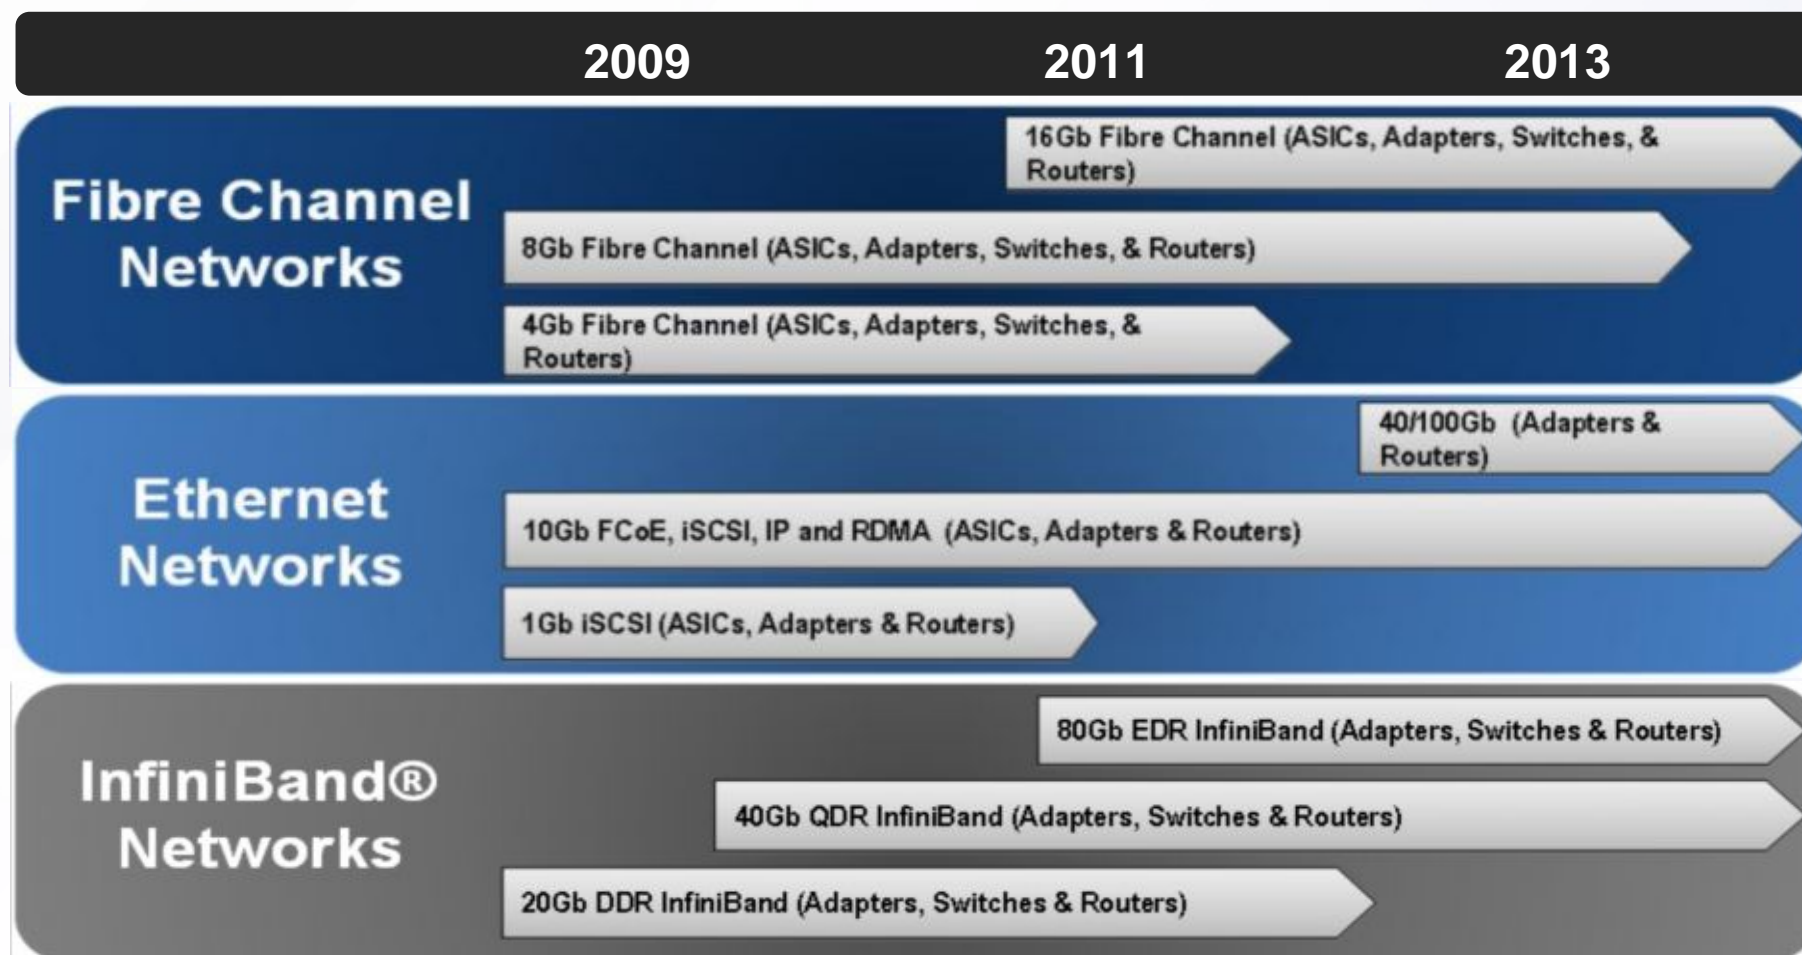 2009 2011 2013
Fibre Channel
Networks
16Gb Fibre Channel (ASICs, Adapters, Switches, &
Routers)
8Gb Fibre Channel (ASICs, Adapters, Switches, & Routers)
4Gb Fibre Channel (ASICs, Adapters, Switches, &
Routers)
Ethernet
Networks
40/100Gb (Adapters &
Routers)
10Gb FCoE, iSCSI, IP and RDMA (ASICs, Adapters & Routers)
1Gb iSCSI (ASICs, Adapters & Routers)
InfiniBand®
Networks
80Gb EDR InfiniBand (Adapters, Switches & Routers)
40Gb QDR InfiniBand (Adapters, Switches & Routers)
20Gb DDR InfiniBand (Adapters, Switches & Routers)